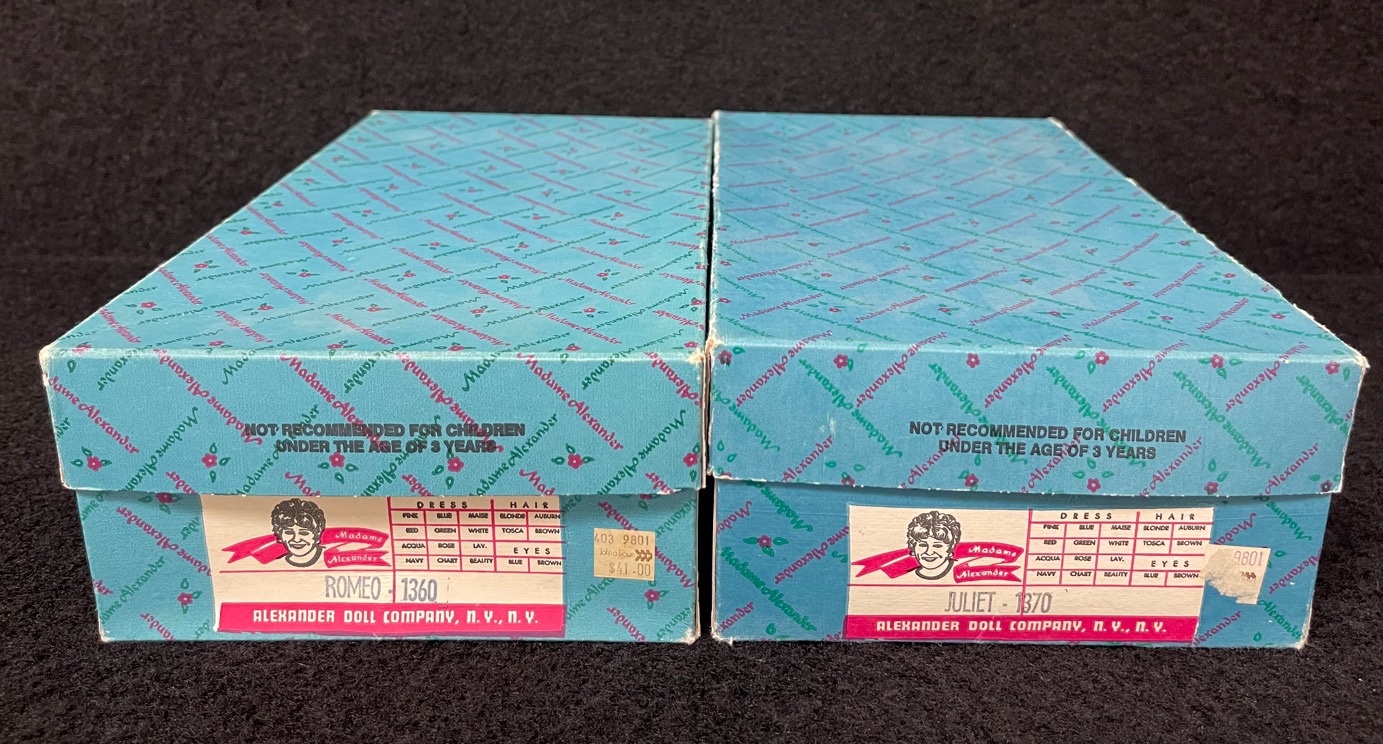 NOT RECOMMENDED FOR CHILDREN
UNDER THE AGE OF 3 YEARS
Madame
Alexander
DRESS HAIR
PINK BLUE MAISE BLONDE AUBURN
RED GREEN WHITE TOSCA BROWN
ACQUA ROSE LAV. EYES
NAVY CHART BEAUTY BLUE BROWN
ROMEO - 1360
ALEXANDER DOLL COMPANY, N.Y., N.Y.
403 9801
$41.00
NOT RECOMMENDED FOR CHILDREN
UNDER THE AGE OF 3 YEARS
Madame
Alexander
DRESS HAIR
PINK BLUE MAISE BLONDE AUBURN
RED GREEN WHITE TOSCA BROWN
ACQUA ROSE LAV. EYES
NAVY CHART BEAUTY BLUE BROWN
JULIET - 1370
ALEXANDER DOLL COMPANY, N.Y., N.Y.
9801
Madame Alexander